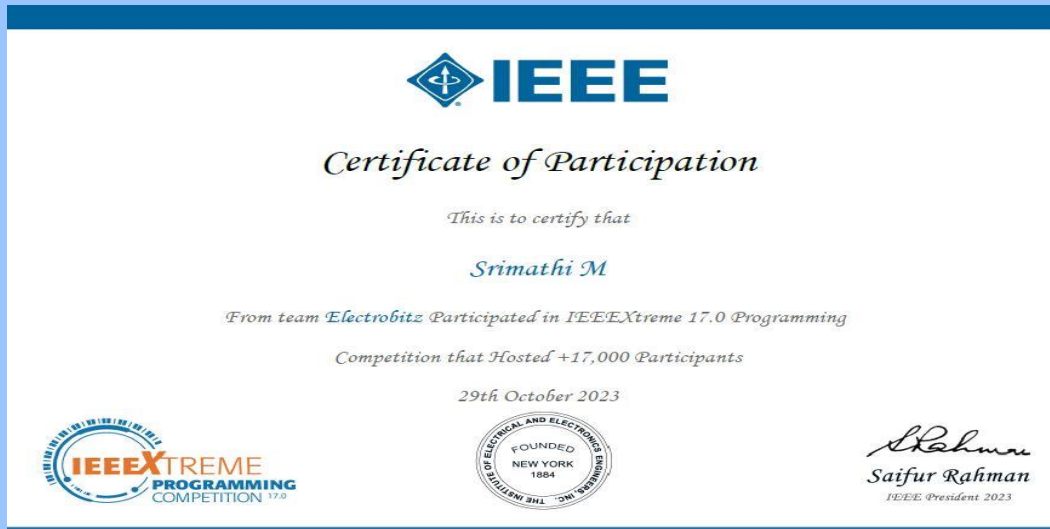 IEEE
Certificate of Participation
This is to certify that
Srimathi M
From team Electrobitz Participated in IEEEXtreme 17.0 Programming
Competition that Hosted +17,000 Participants
29th October 2023
IEEEXTREME
PROGRAMMING
COMPETITION 17.0
THE INSTITUTE OF ELECTRICAL AND ELECTRONICS ENGINEERS, INC.
FOUNDED
NEW YORK
1884
SRahman
Saifur Rahman
IEEE President 2023